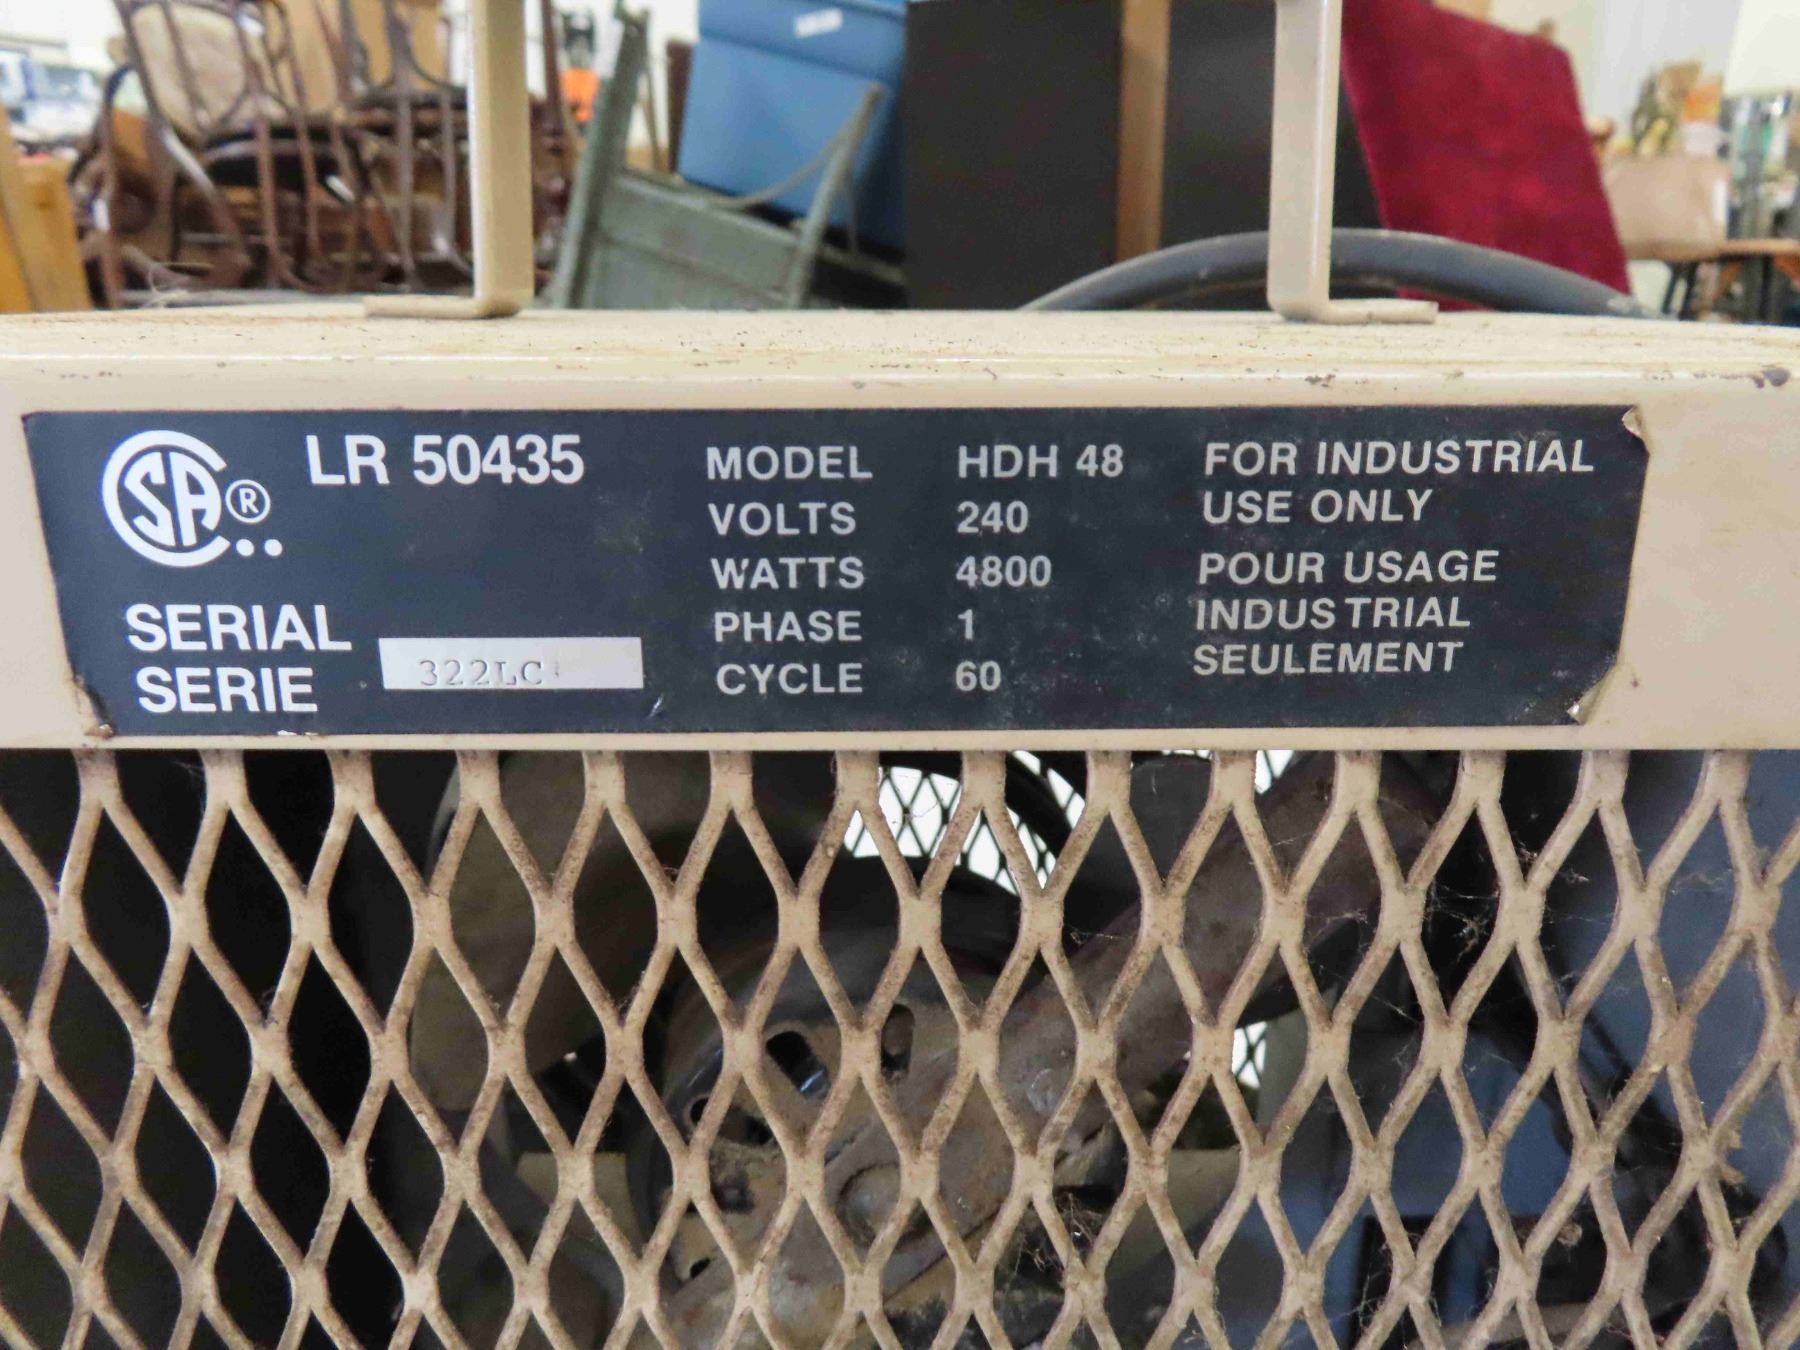 CSA ® LR 50435
SERIAL
SERIE 322LC
MODEL HDH 48
VOLTS 240
WATTS 4800
PHASE 1
CYCLE 60
FOR INDUSTRIAL
USE ONLY
POUR USAGE
INDUSTRIAL
SEULEMENT